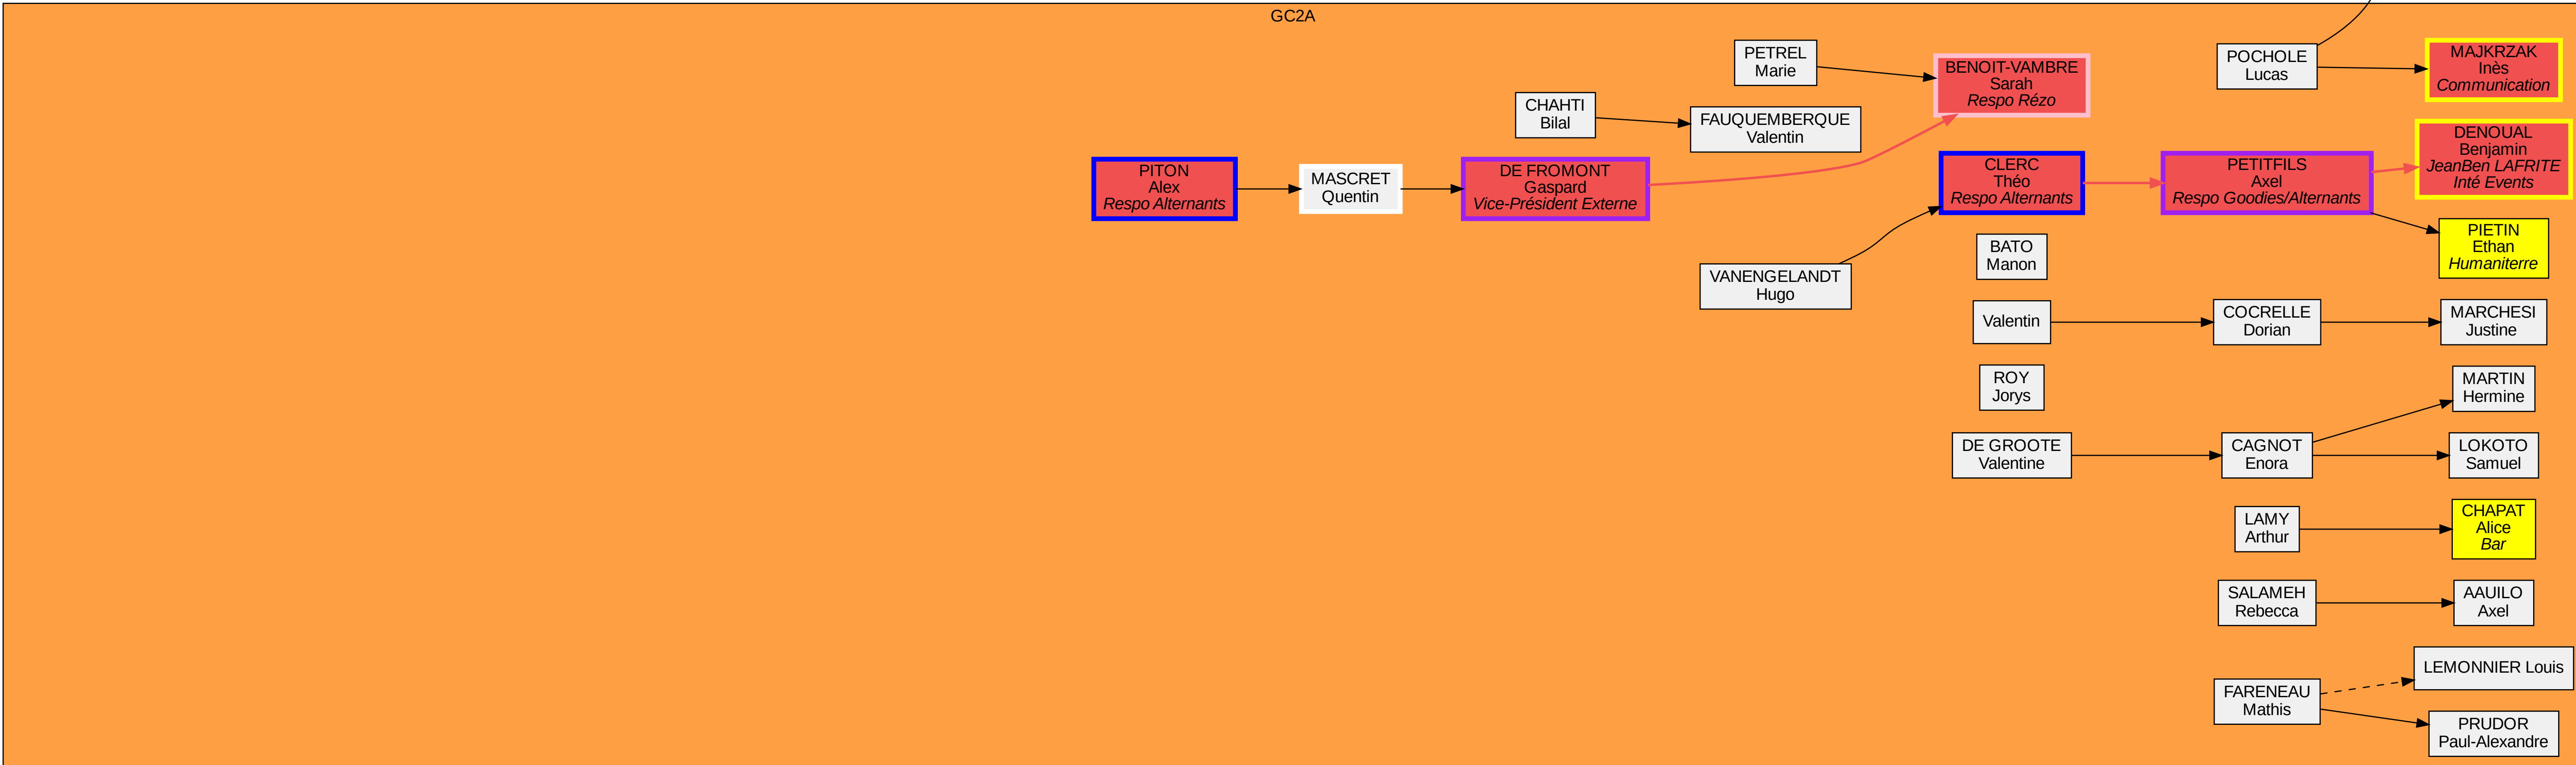 GC2A
PITON
Alex
Respo Alternants
MASCRET
Quentin
CHAHTI
Bilal
DE FROMONT
Gaspard
Vice-Président Externe
PETREL
Marie
FAUQUEMBERQUE
Valentin
VANENGELANDT
Hugo
BENOIT-VAMBRE
Sarah
Respo Rézo
CLERC
Théo
Respo Alternants
BATO
Manon
Valentin
ROY
Jorys
DE GROOTE
Valentine
POCHOLE
Lucas
PETITFILS
Axel
Respo Goodies/Alternants
COCRELLE
Dorian
CAGNOT
Enora
LAMY
Arthur
SALAMEH
Rebecca
FARENEAU
Mathis
MAJKRZAK
Inès
Communication
DENOUAL
Benjamin
JeanBen LAFRITE
Inté Events
PIETIN
Ethan
Humaniterre
MARCHESI
Justine
MARTIN
Hermine
LOKOTO
Samuel
CHAPAT
Alice
Bar
AAUILO
Axel
LEMONNIER Louis
PRUDOR
Paul-Alexandre